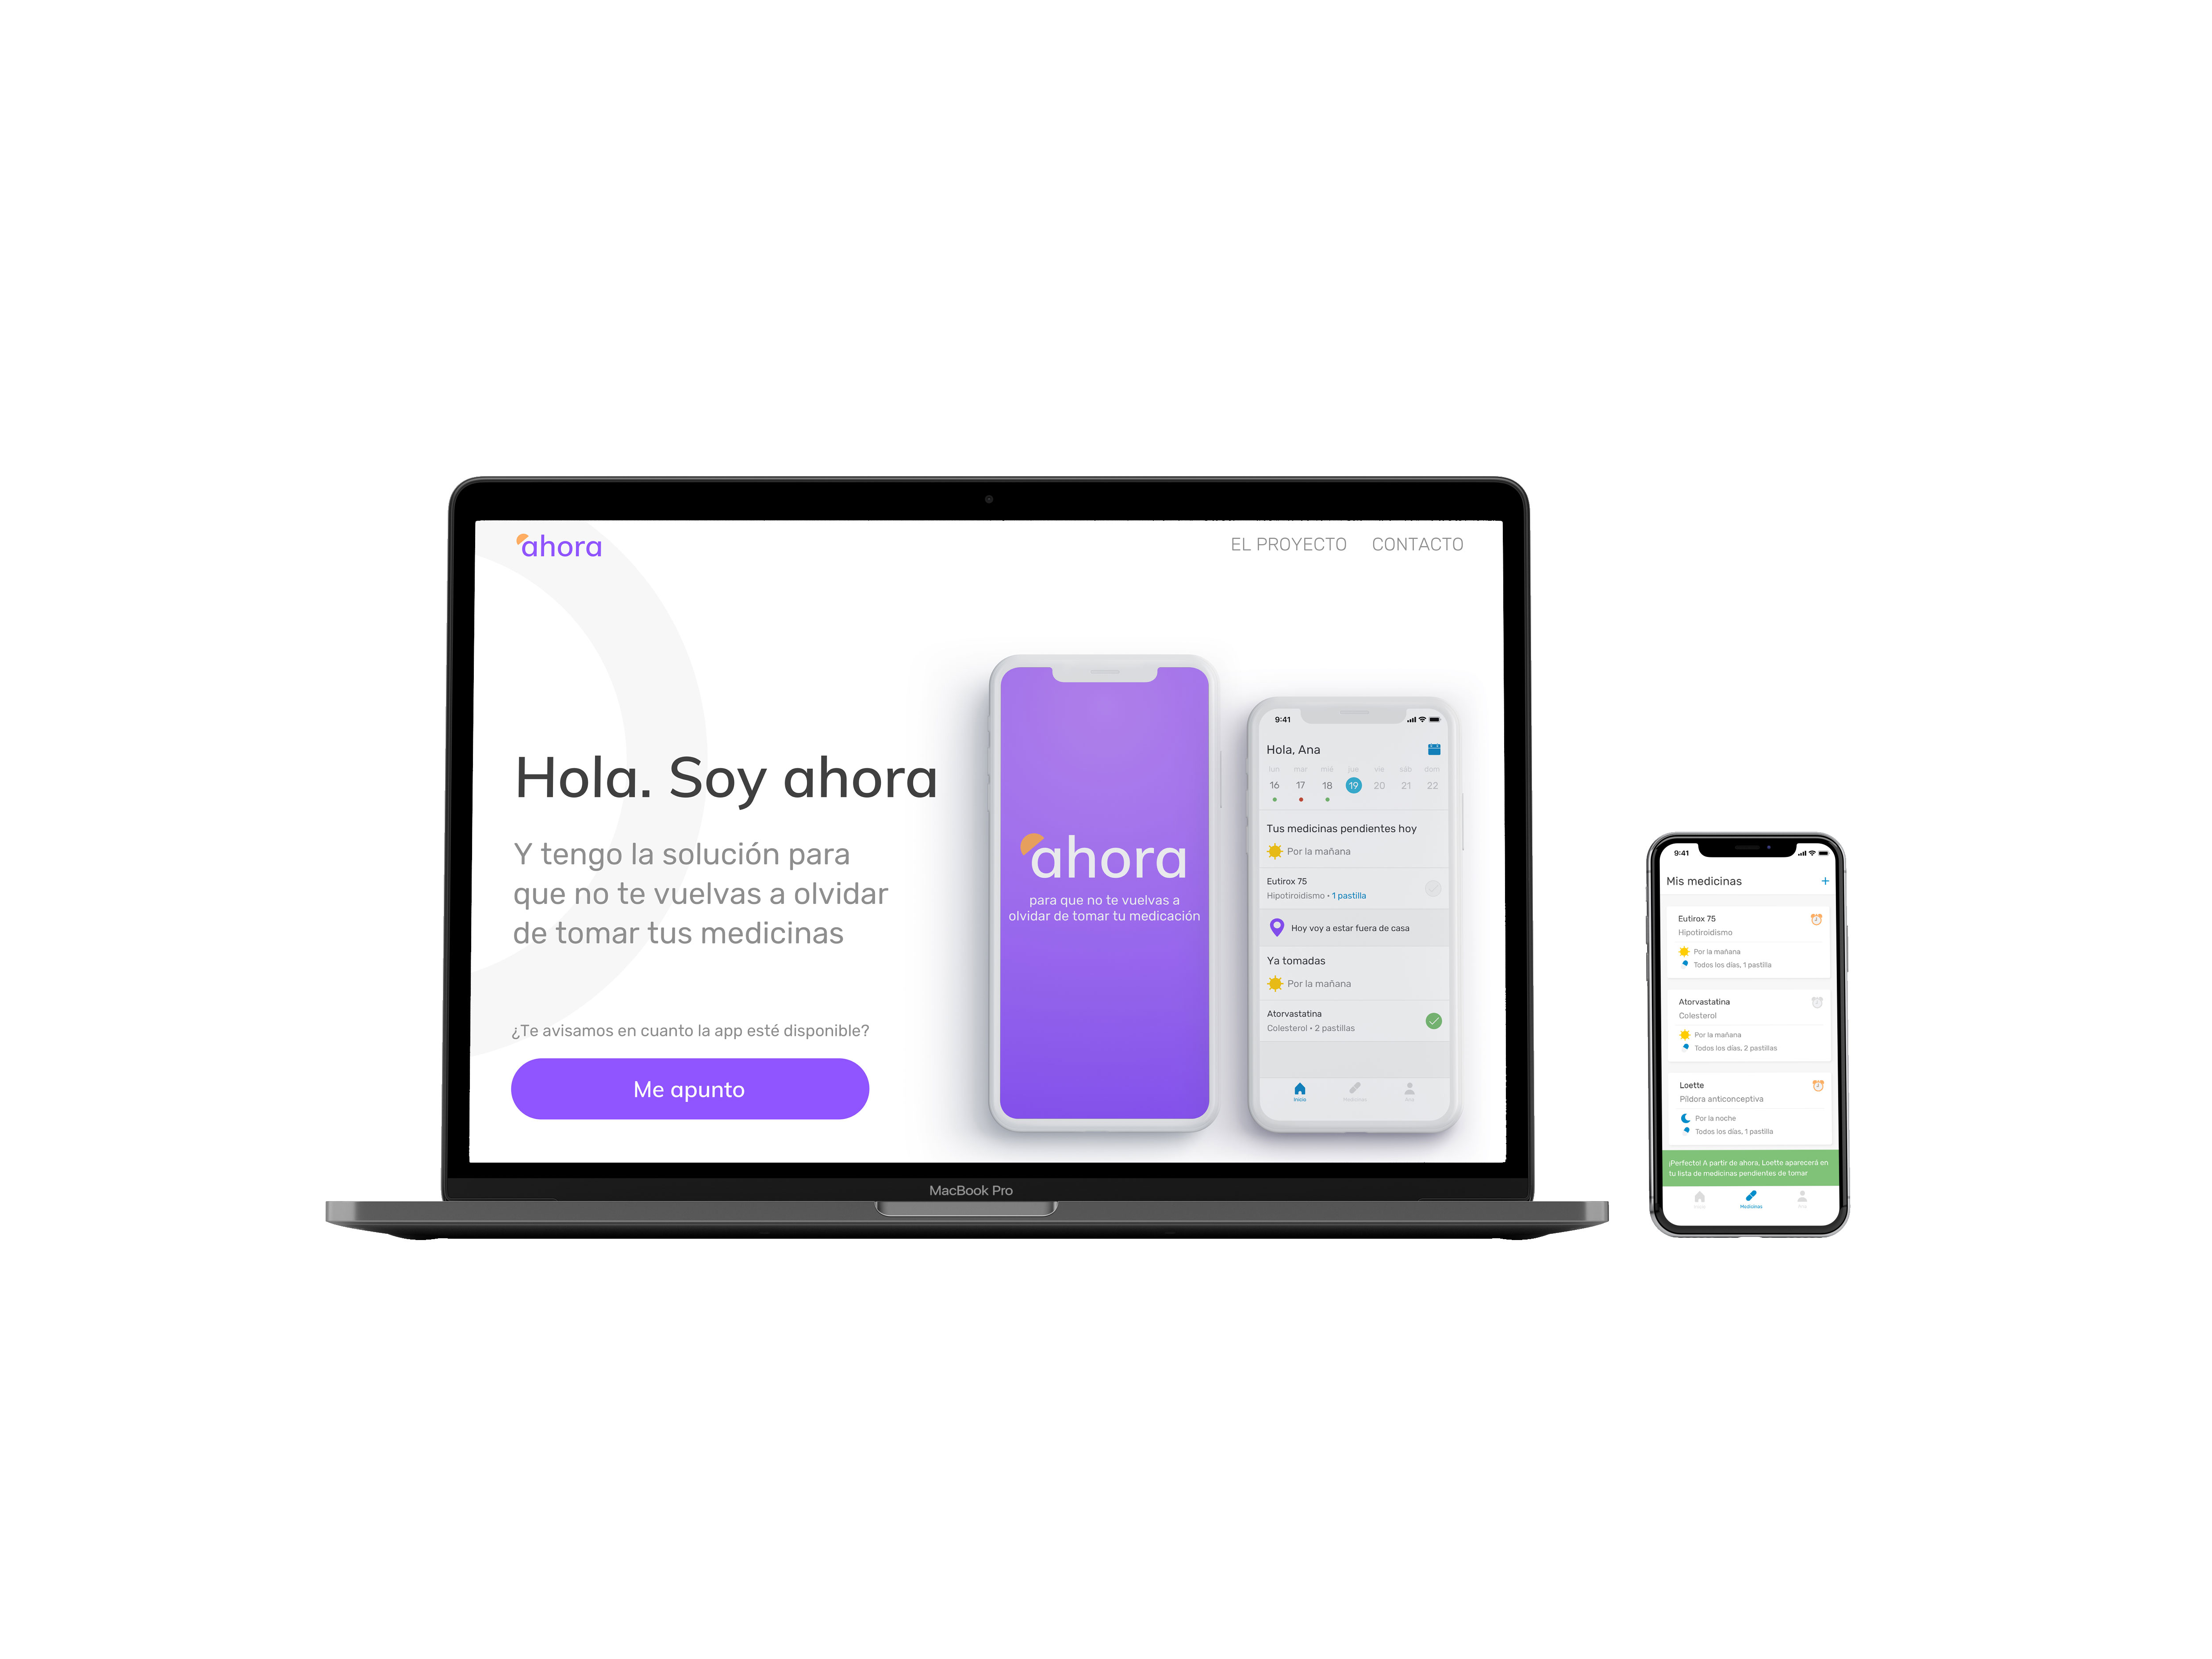 ahora
EL PROYECTO CONTACTO
Hola. Soy ahora
Y tengo la solución para
que no te vuelvas a olvidar
de tomar tus medicinas
¿Te avisamos en cuanto la app esté disponible?
Me apunto
ahora
para que no te vuelvas a
olvidar de tomar tu medicación
9:41
Hola, Ana
lun mar mié jue vie sáb dom
16 17 18 19 20 21 22
Tus medicinas pendientes hoy
Por la mañana
Eutirox 75
Hipotiroidismo • 1 pastilla
Hoy voy a estar fuera de casa
Ya tomadas
Por la mañana
Atorvastatina
Colesterol • 2 pastillas
Inicio Medicinas Ana
MacBook Pro
9:41
Mis medicinas
Eutirox 75
Hipotiroidismo
Por la mañana
Todos los días, 1 pastilla
Atorvastatina
Colesterol
Por la mañana
Todos los días, 2 pastillas
Loette
Píldora anticonceptiva
Por la noche
Todos los días, 1 pastilla
¡Perfecto! A partir de ahora, Loette aparecerá en
tu lista de medicinas pendientes de tomar
Inicio Medicinas Ana